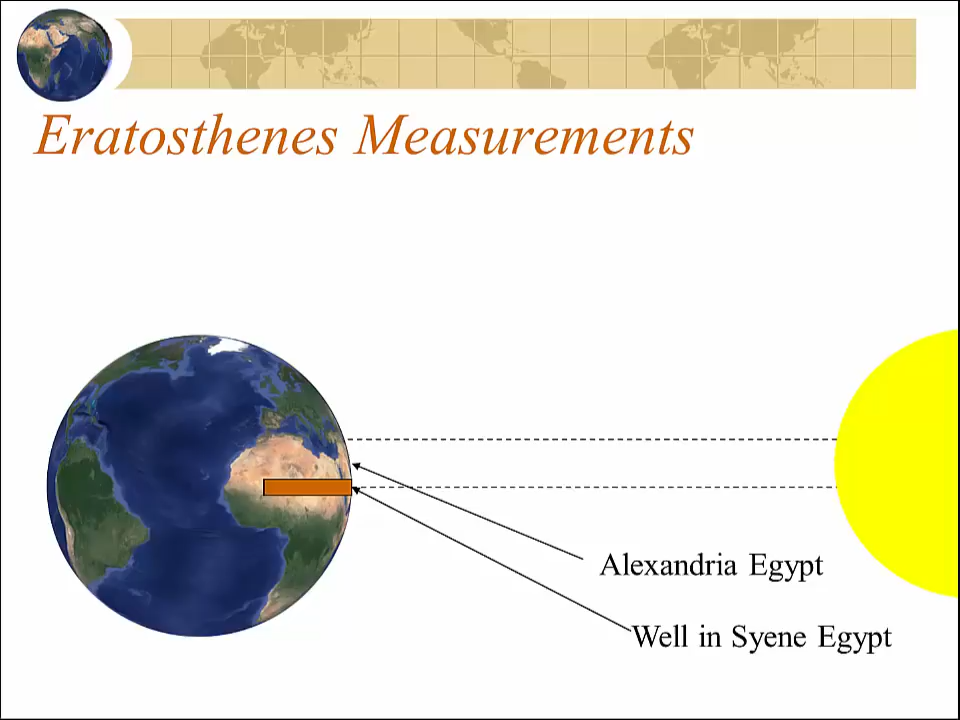 Eratosthenes Measurements
Alexandria Egypt
Well in Syene Egypt